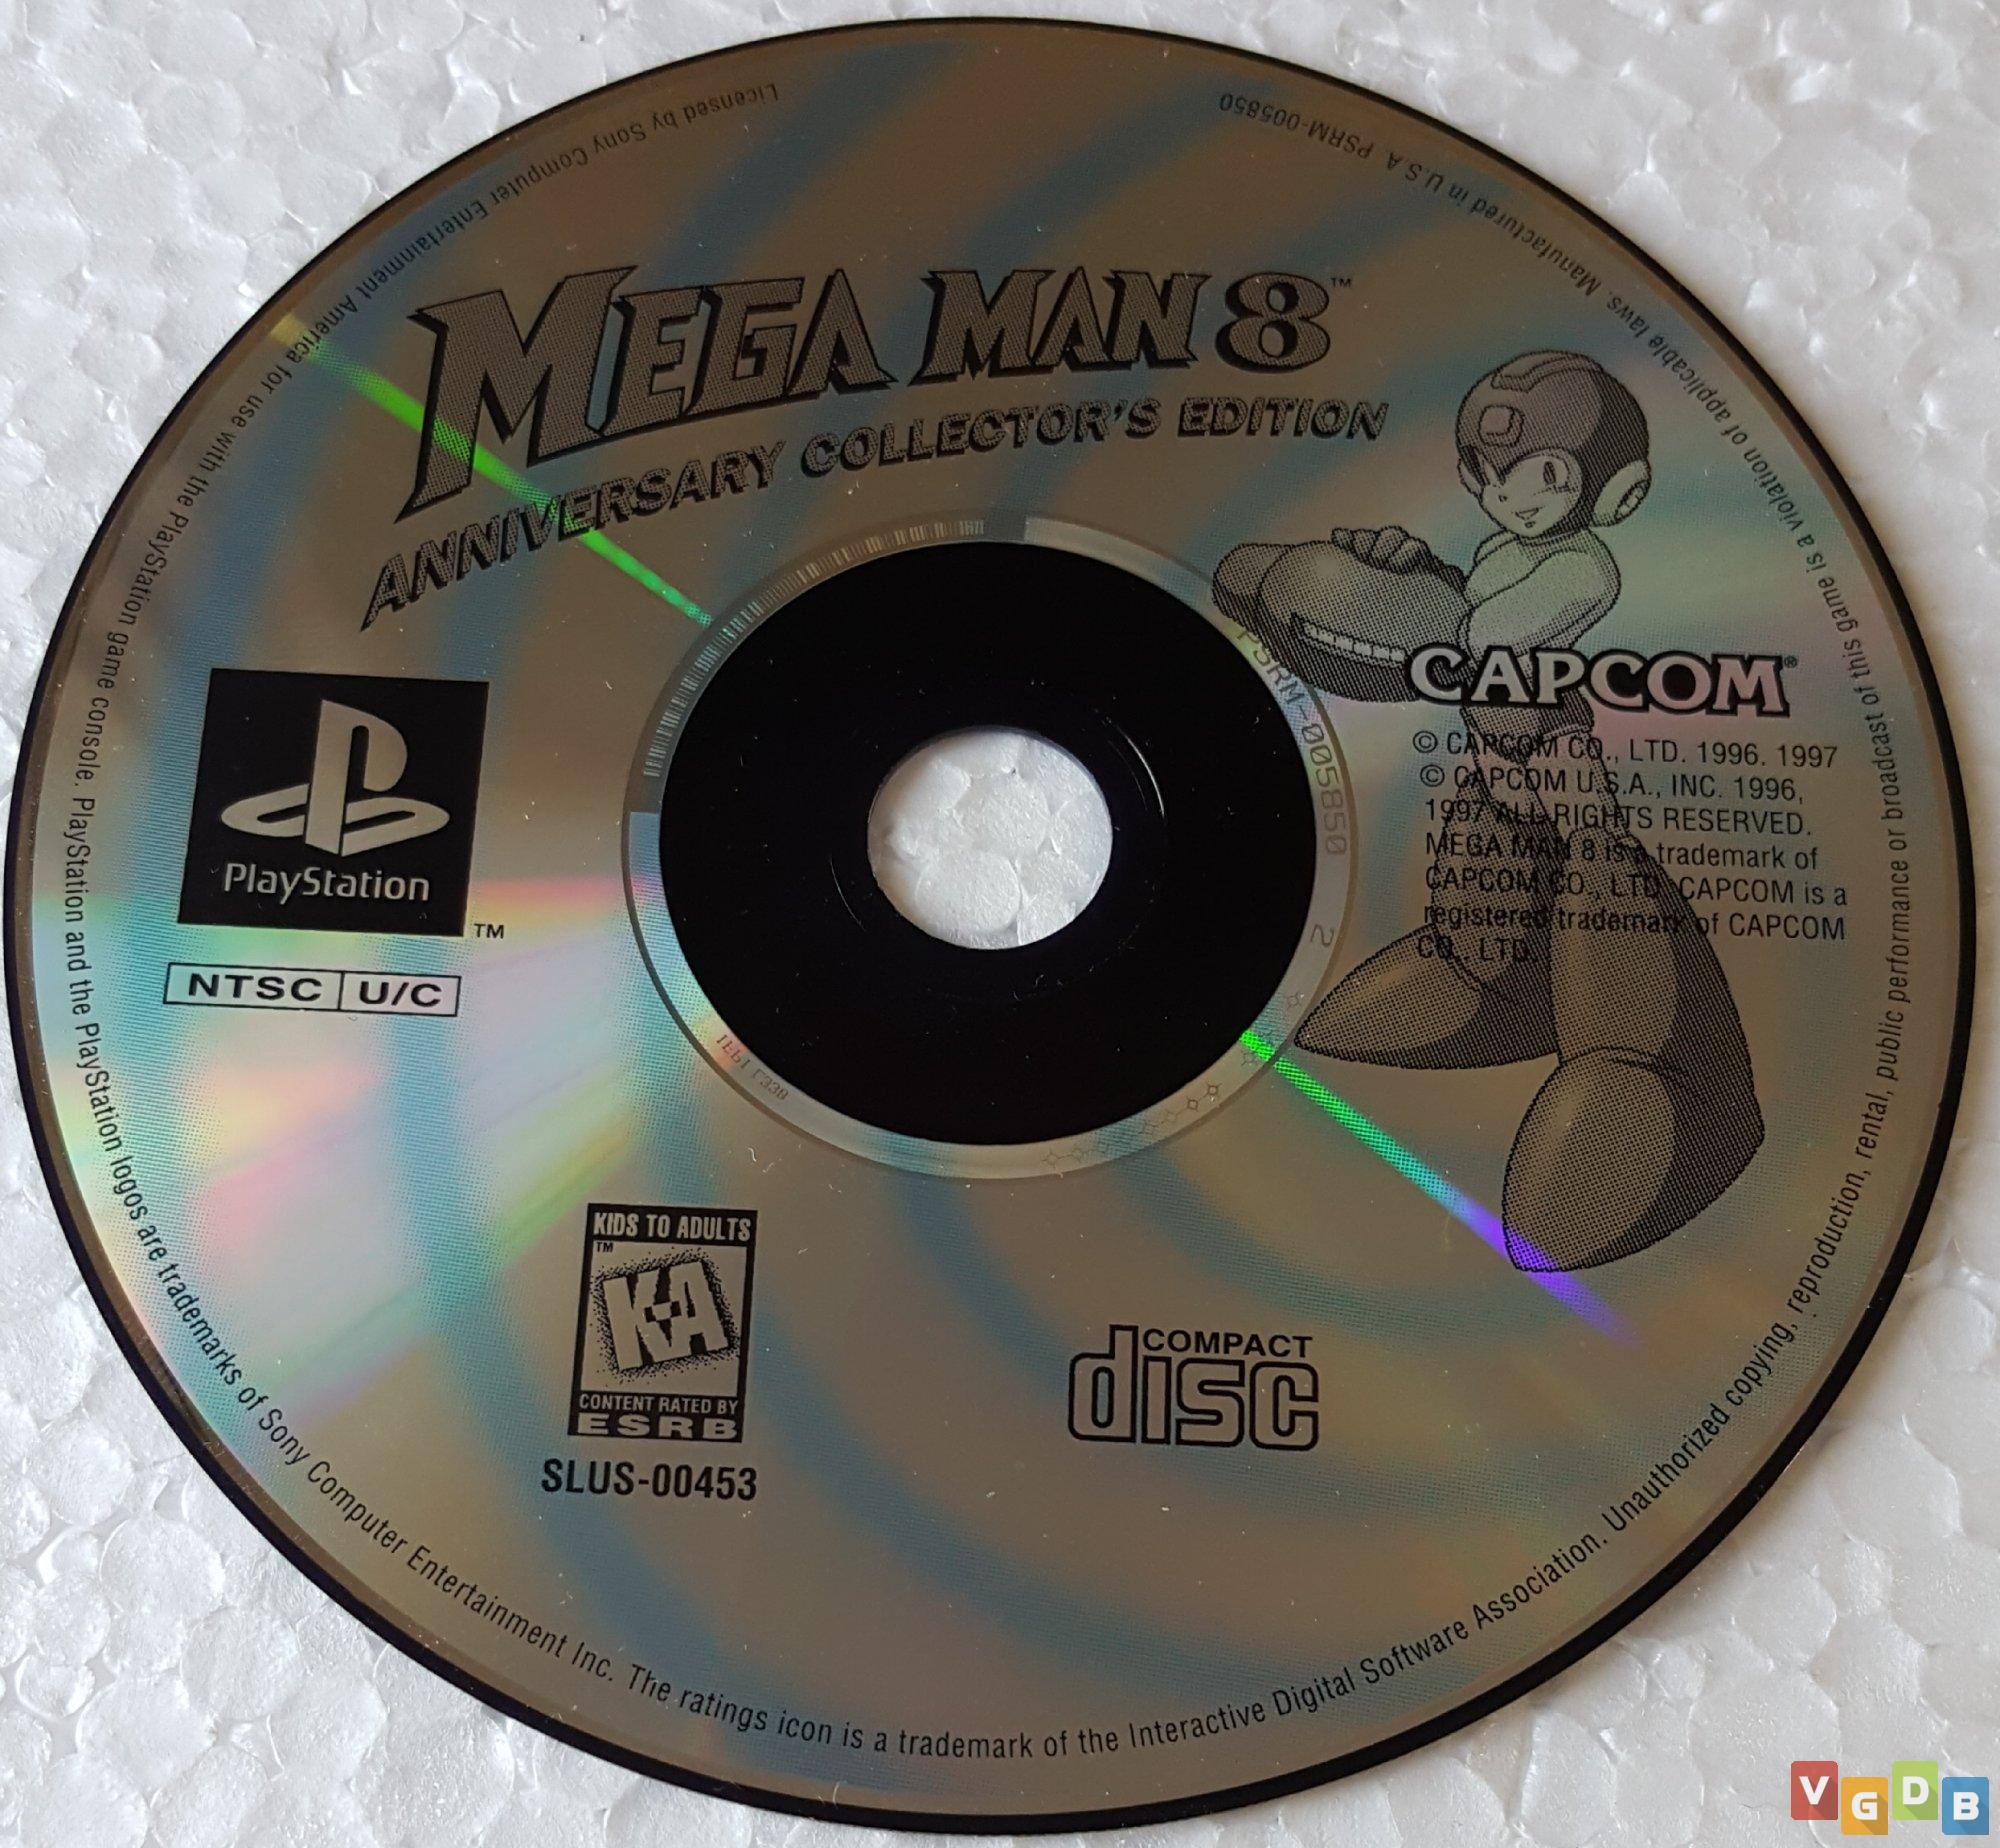 MEGA MAN 8™
ANNIVERSARY COLLECTOR'S EDITION
PlayStation
™
NTSC U/C
CAPCOM®
© CAPCOM CO., LTD. 1996. 1997
© CAPCOM U.S.A., INC. 1996,
1997 ALL RIGHTS RESERVED.
MEGA MAN 8 is a trademark of
CAPCOM CO., LTD. CAPCOM is a
registered trademark of CAPCOM
CO., LTD.
PSRM-005850 2
KIDS TO ADULTS
™
K-A
CONTENT RATED BY
ESRB
SLUS-00453
COMPACT
disc
Licensed by Sony Computer Entertainment America for use with the PlayStation game console. PlayStation and the PlayStation logos are trademarks of Sony Computer Entertainment Inc. The ratings icon is a trademark of the Interactive Digital Software Association. Unauthorized copying, reproduction, rental, public performance or broadcast of this game is a violation of applicable laws. Manufactured in U.S.A. PSRM-005850
VGDB